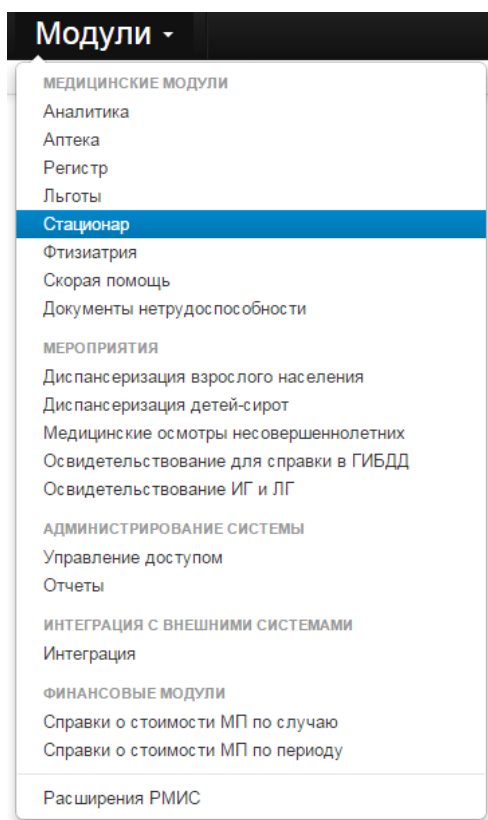 Модули
МЕДИЦИНСКИЕ МОДУЛИ
Аналитика
Аптека
Регистр
Льготы
Стационар
Фтизиатрия
Скорая помощь
Документы нетрудоспособности
МЕРОПРИЯТИЯ
Диспансеризация взрослого населения
Диспансеризация детей-сирот
Медицинские осмотры несовершеннолетних
Освидетельствование для справки в ГИБДД
Освидетельствование ИГ и ЛГ
АДМИНИСТРИРОВАНИЕ СИСТЕМЫ
Управление доступом
Отчеты
ИНТЕГРАЦИЯ С ВНЕШНИМИ СИСТЕМАМИ
Интеграция
ФИНАНСОВЫЕ МОДУЛИ
Справки о стоимости МП по случаю
Справки о стоимости МП по периоду
Расширения РМИС